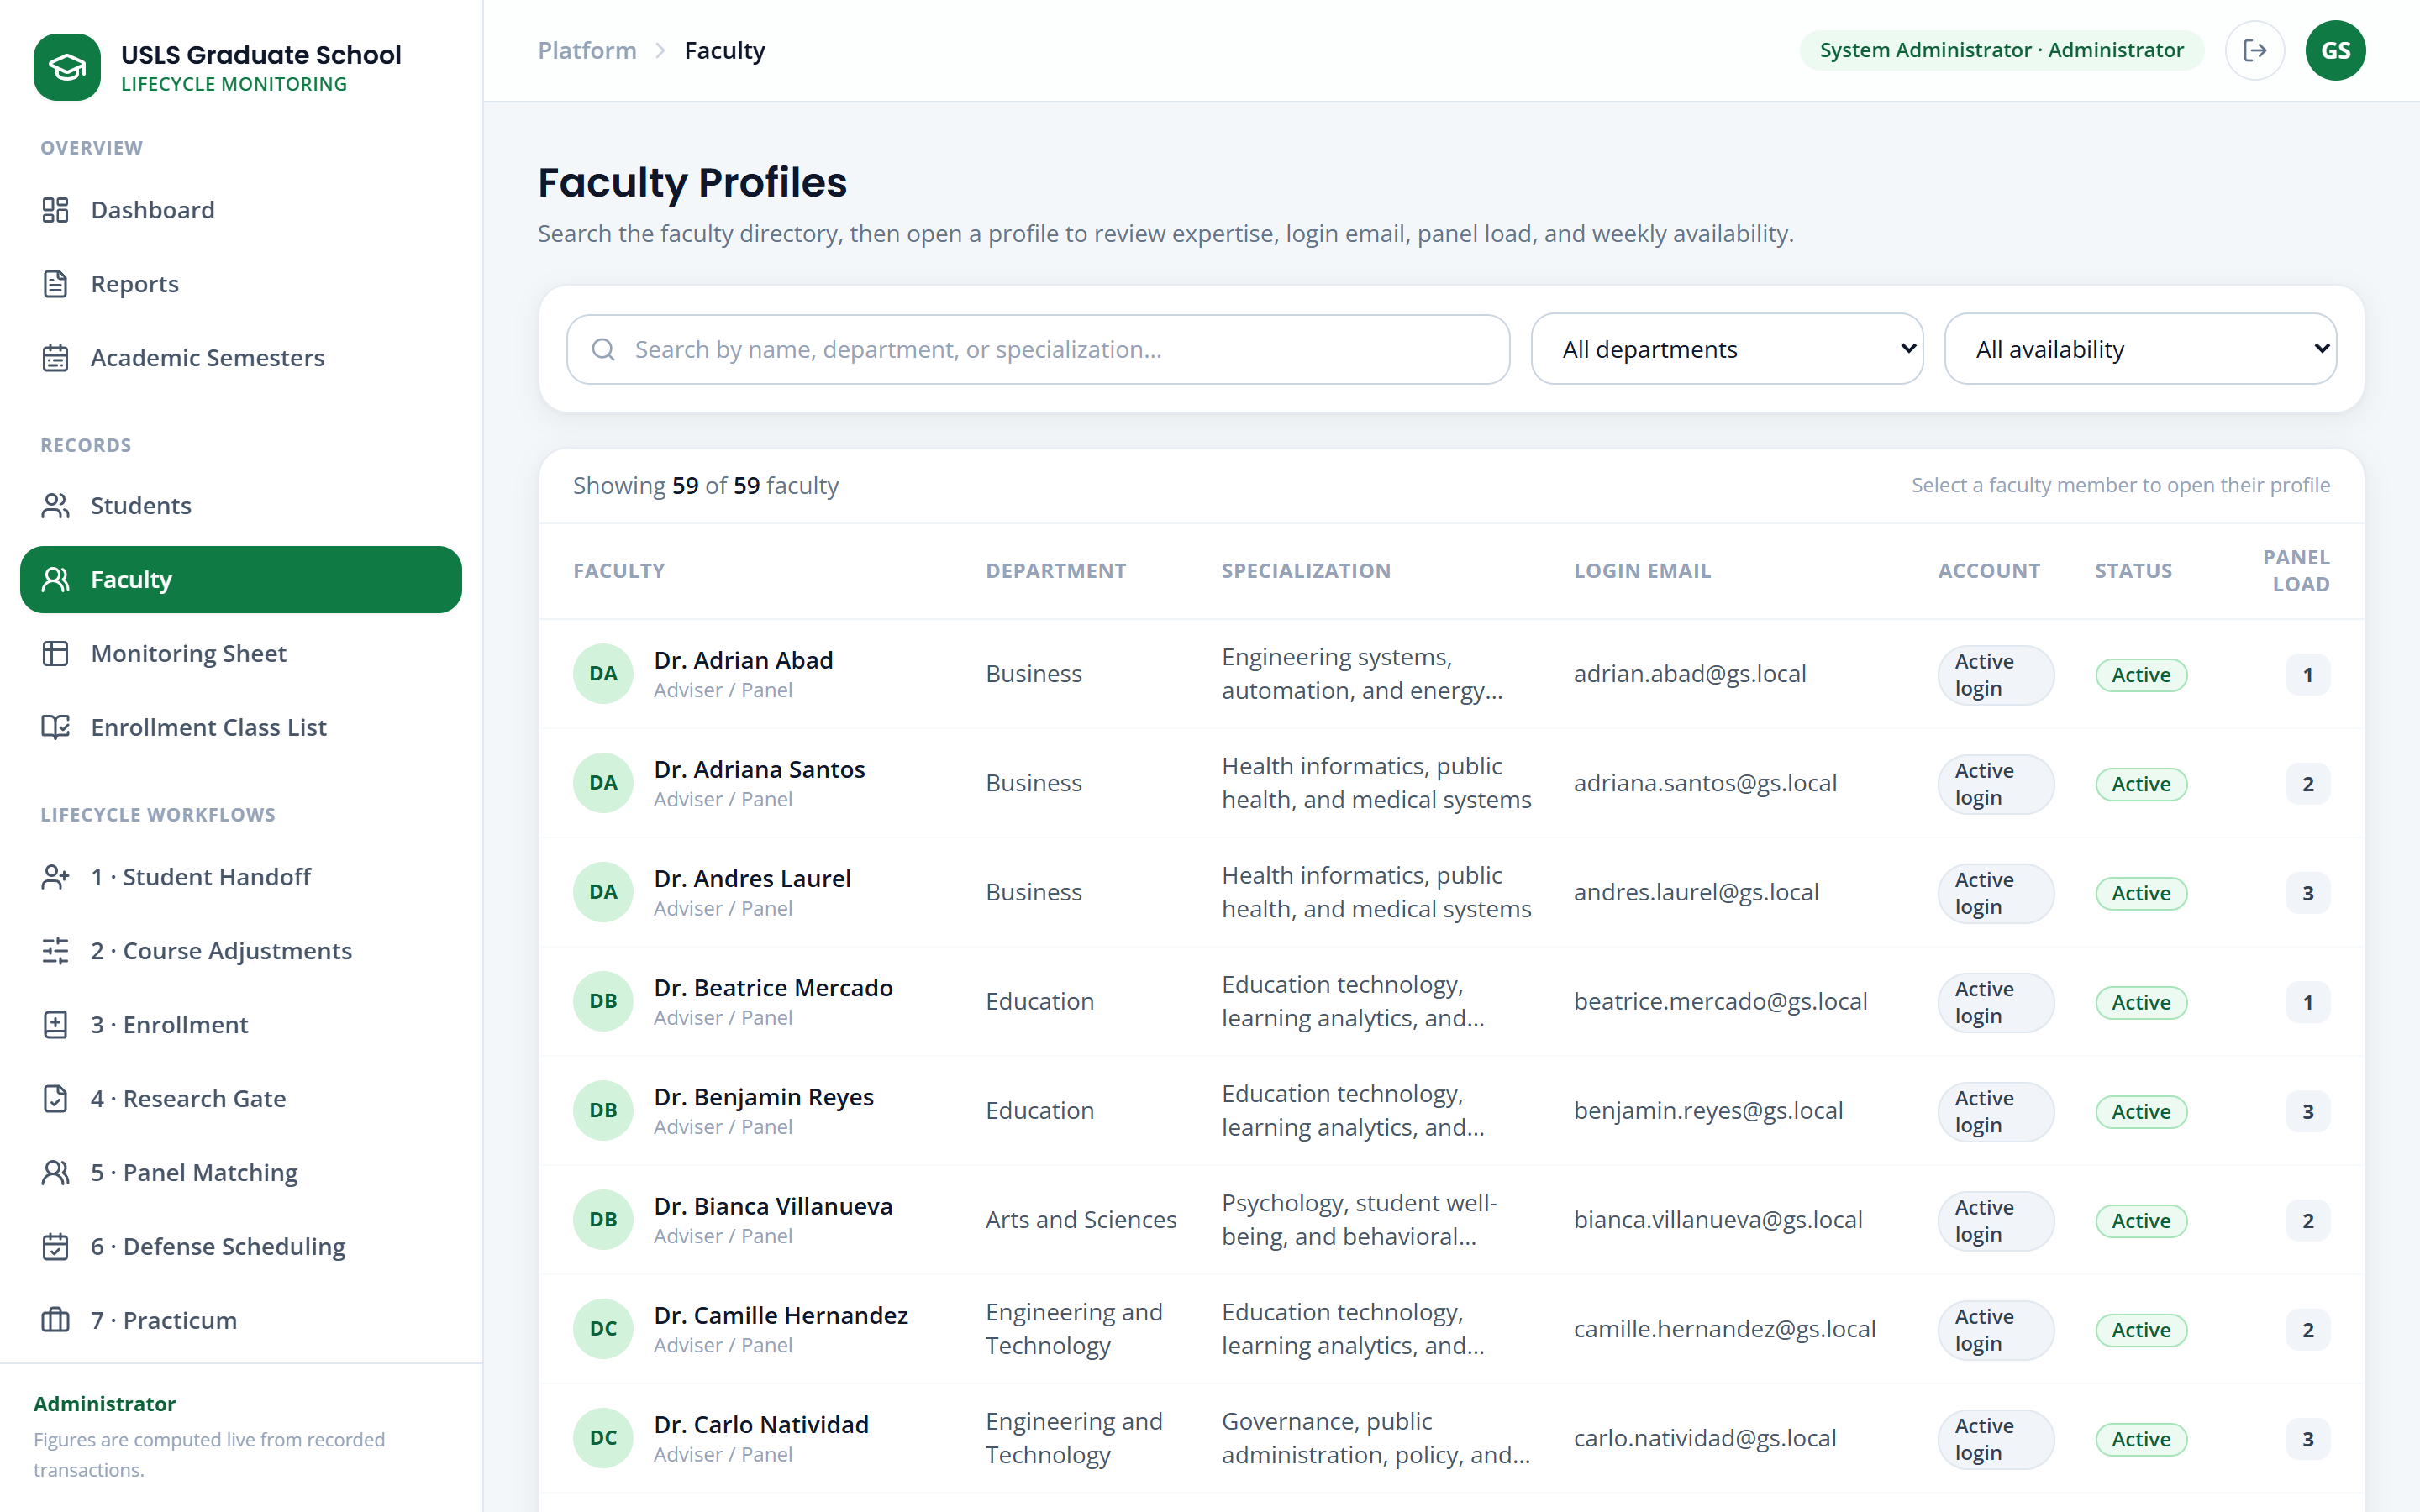 USLS Graduate School
LIFECYCLE MONITORING
OVERVIEW
Dashboard
Reports
Academic Semesters
RECORDS
Students
Faculty
Monitoring Sheet
Enrollment Class List
LIFECYCLE WORKFLOWS
1 · Student Handoff
2 · Course Adjustments
3 · Enrollment
4 · Research Gate
5 · Panel Matching
6 · Defense Scheduling
7 · Practicum
Administrator
Figures are computed live from recorded
transactions.
Platform > Faculty
System Administrator · Administrator
GS
Faculty Profiles
Search the faculty directory, then open a profile to review expertise, login email, panel load, and weekly availability.
Search by name, department, or specialization...
All departments
All availability
Showing 59 of 59 faculty
Select a faculty member to open their profile
FACULTY DEPARTMENT SPECIALIZATION LOGIN EMAIL ACCOUNT STATUS PANEL LOAD
DA
Dr. Adrian Abad
Adviser / Panel
Business
Engineering systems,
automation, and energy...
adrian.abad@gs.local
Active
login
Active
1
DA
Dr. Adriana Santos
Adviser / Panel
Business
Health informatics, public
health, and medical systems
adriana.santos@gs.local
Active
login
Active
2
DA
Dr. Andres Laurel
Adviser / Panel
Business
Health informatics, public
health, and medical systems
andres.laurel@gs.local
Active
login
Active
3
DB
Dr. Beatrice Mercado
Adviser / Panel
Education
Education technology,
learning analytics, and...
beatrice.mercado@gs.local
Active
login
Active
1
DB
Dr. Benjamin Reyes
Adviser / Panel
Education
Education technology,
learning analytics, and...
benjamin.reyes@gs.local
Active
login
Active
3
DB
Dr. Bianca Villanueva
Adviser / Panel
Arts and Sciences
Psychology, student well-
being, and behavioral...
bianca.villanueva@gs.local
Active
login
Active
2
DC
Dr. Camille Hernandez
Adviser / Panel
Engineering and
Technology
Education technology,
learning analytics, and...
camille.hernandez@gs.local
Active
login
Active
2
DC
Dr. Carlo Natividad
Adviser / Panel
Engineering and
Technology
Governance, public
administration, policy, and...
carlo.natividad@gs.local
Active
login
Active
3